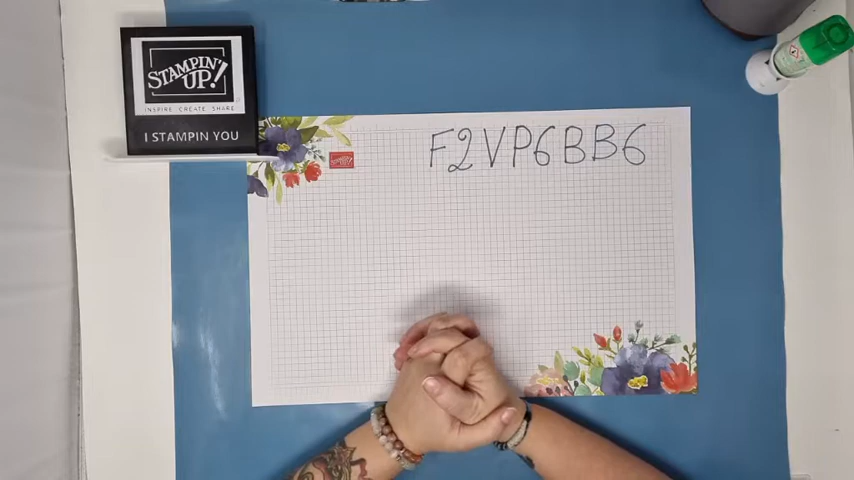 STAMPIN' UP!
INSPIRE CREATE SHARE
I STAMPIN YOU
F2VP6BB6